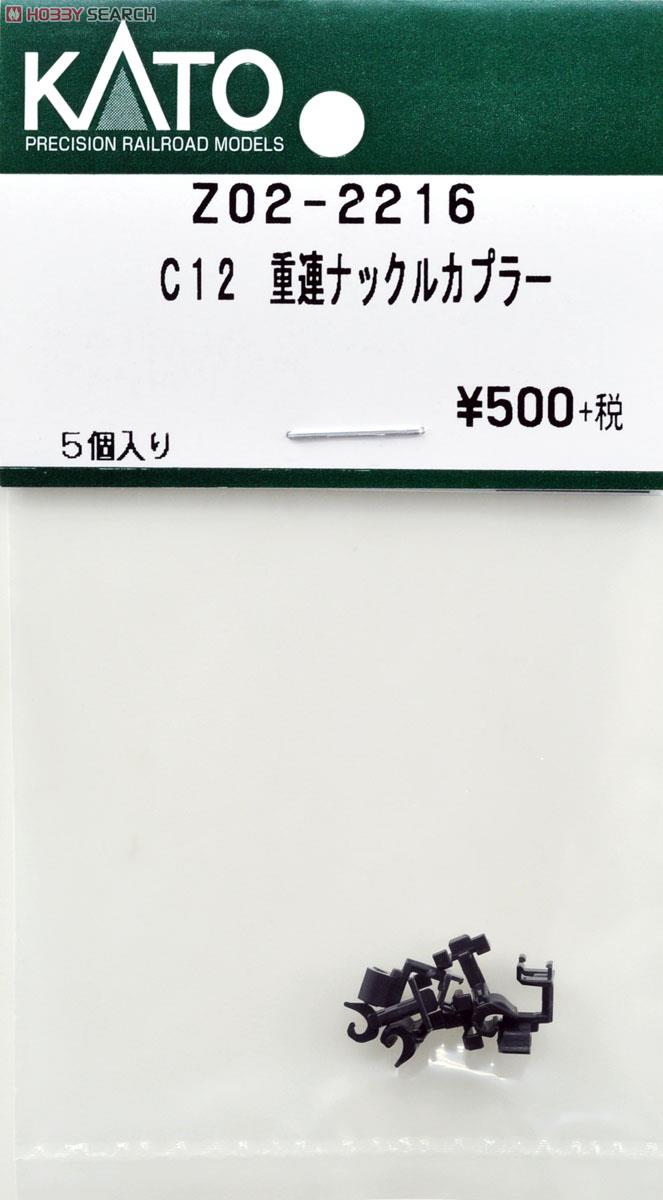 HOBBY SEARCH
KATO
PRECISION RAILROAD MODELS
Z02-2216
C12 重連ナックルカプラー
¥500+税
5個入り